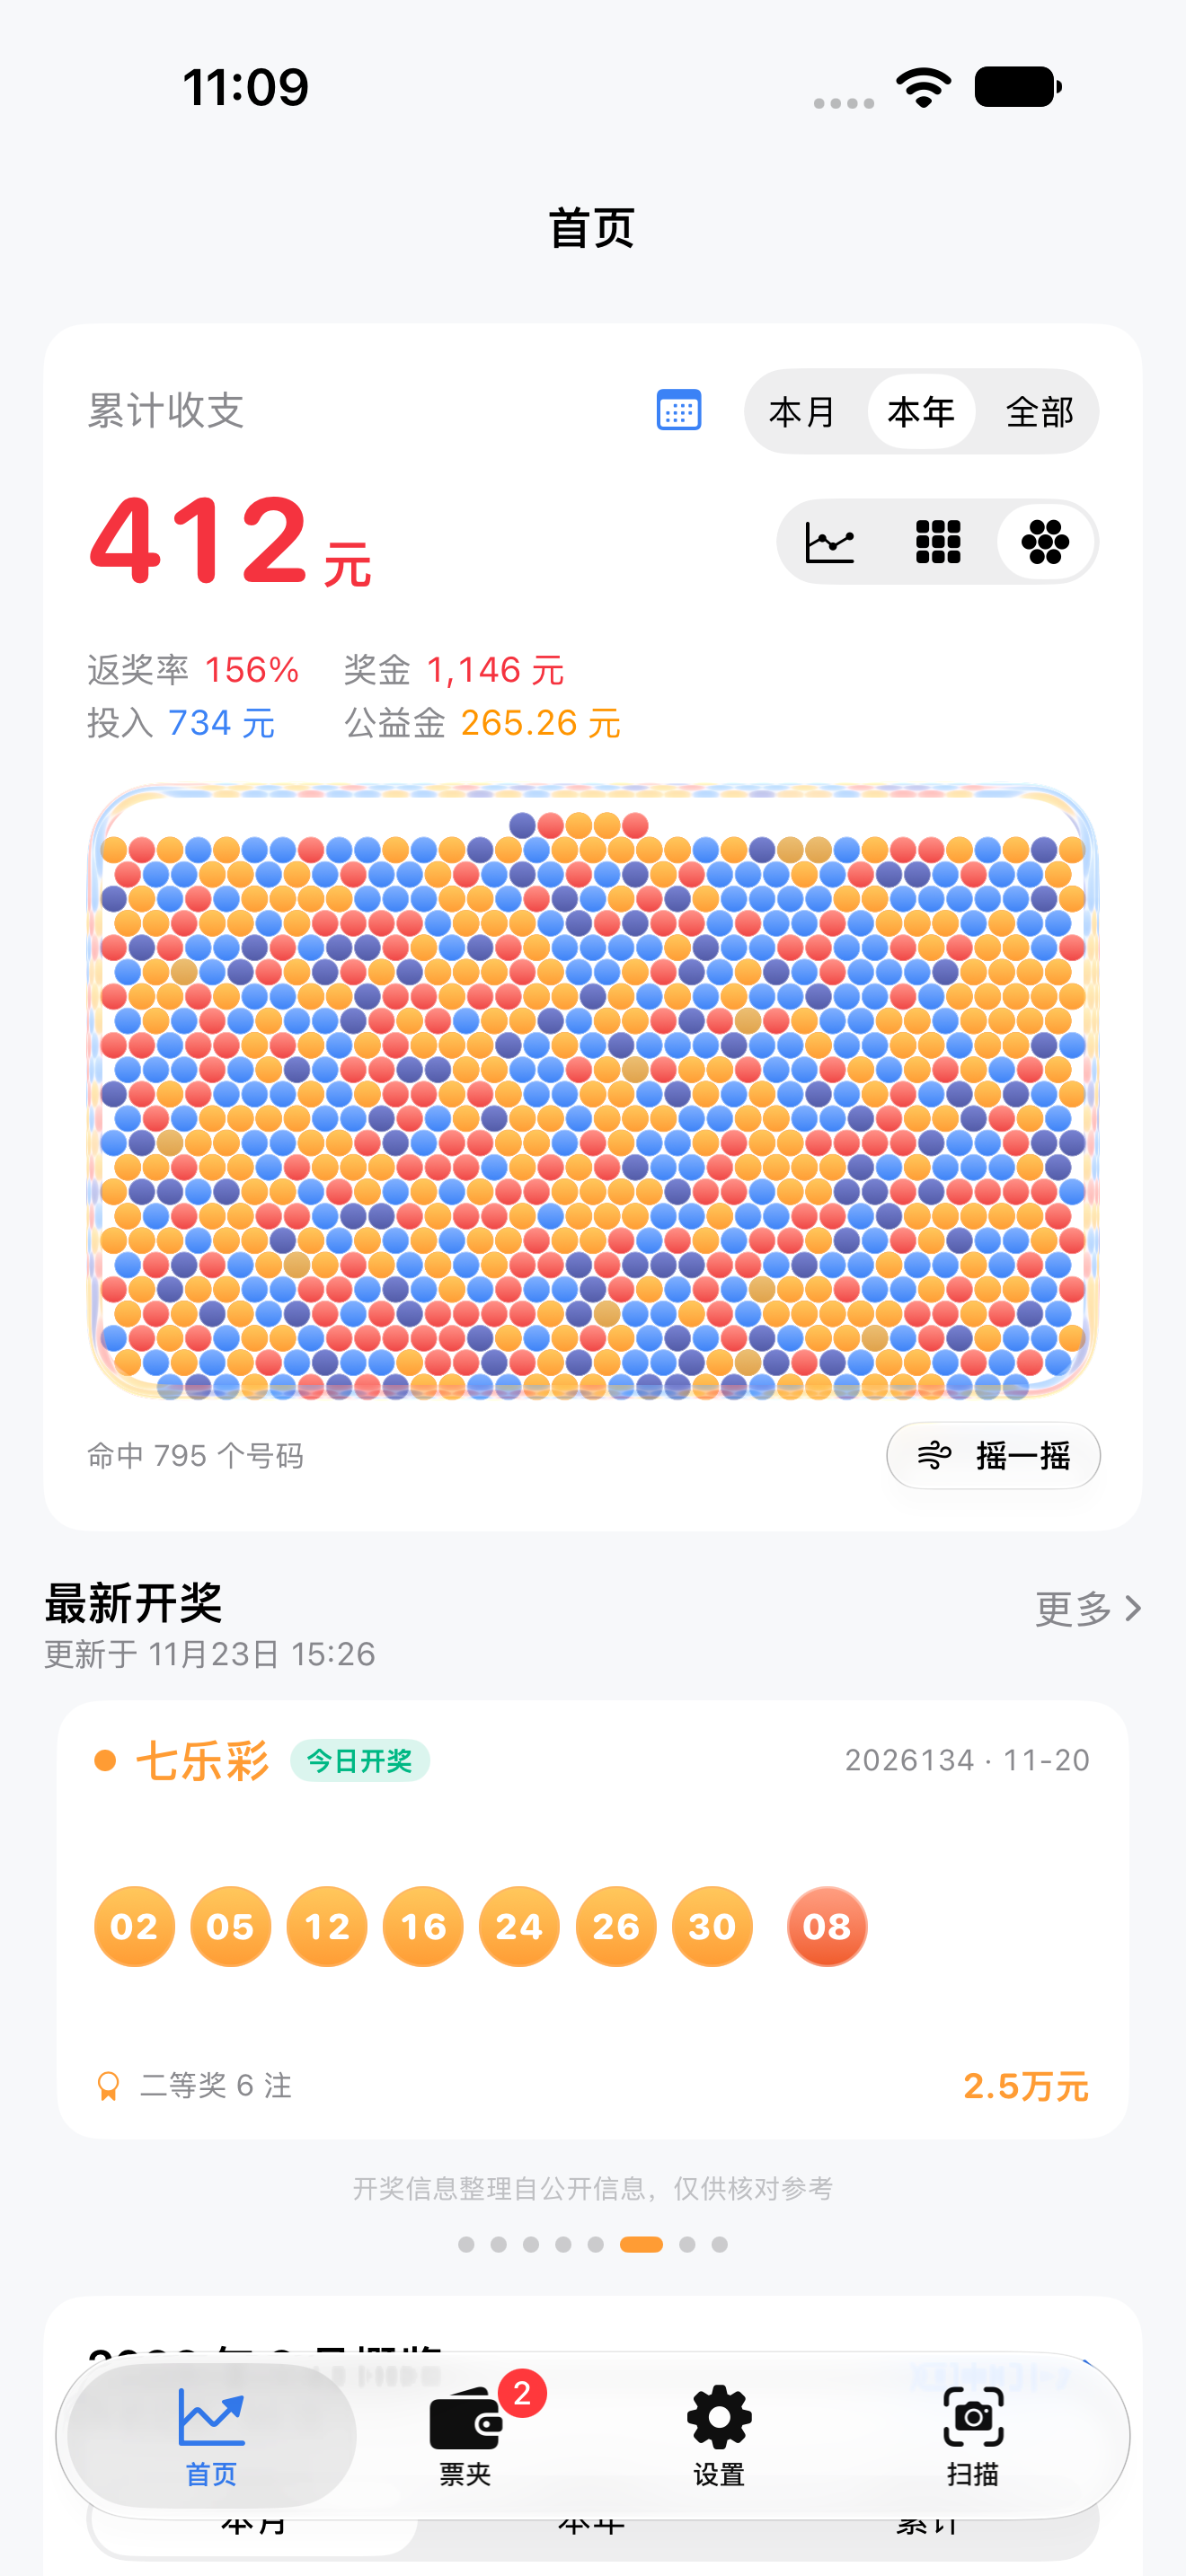 11:09
首页
累计收支
本月 本年 全部
412 元
返奖率 156% 奖金 1,146 元
投入 734 元 公益金 265.26 元
命中 795 个号码
摇一摇
最新开奖
更多
更新于 11月23日 15:26
七乐彩 今日开奖 2026134 · 11-20
02 05 12 16 24 26 30 08
二等奖 6 注 2.5万元
开奖信息整理自公开信息，仅供核对参考
2
首页 票夹 设置 扫描
本月 本年 累计